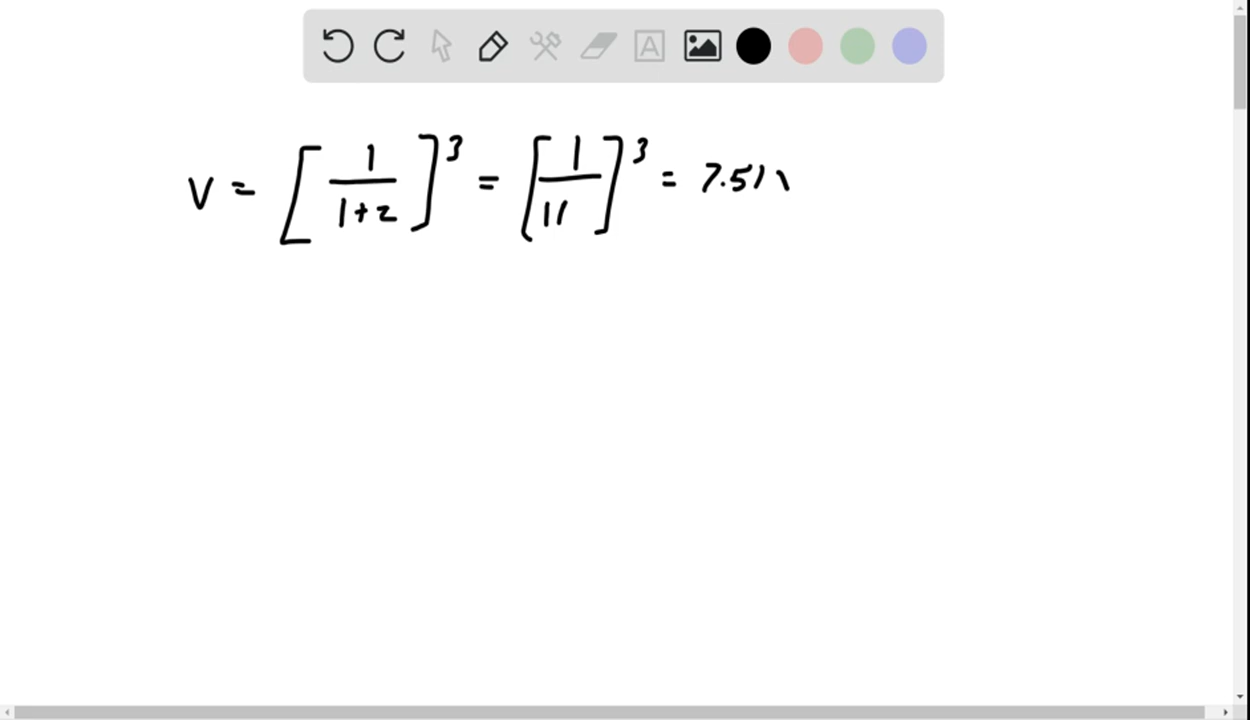 A
V = [1/(1+z)]^3 = [1/11]^3 = 7.51